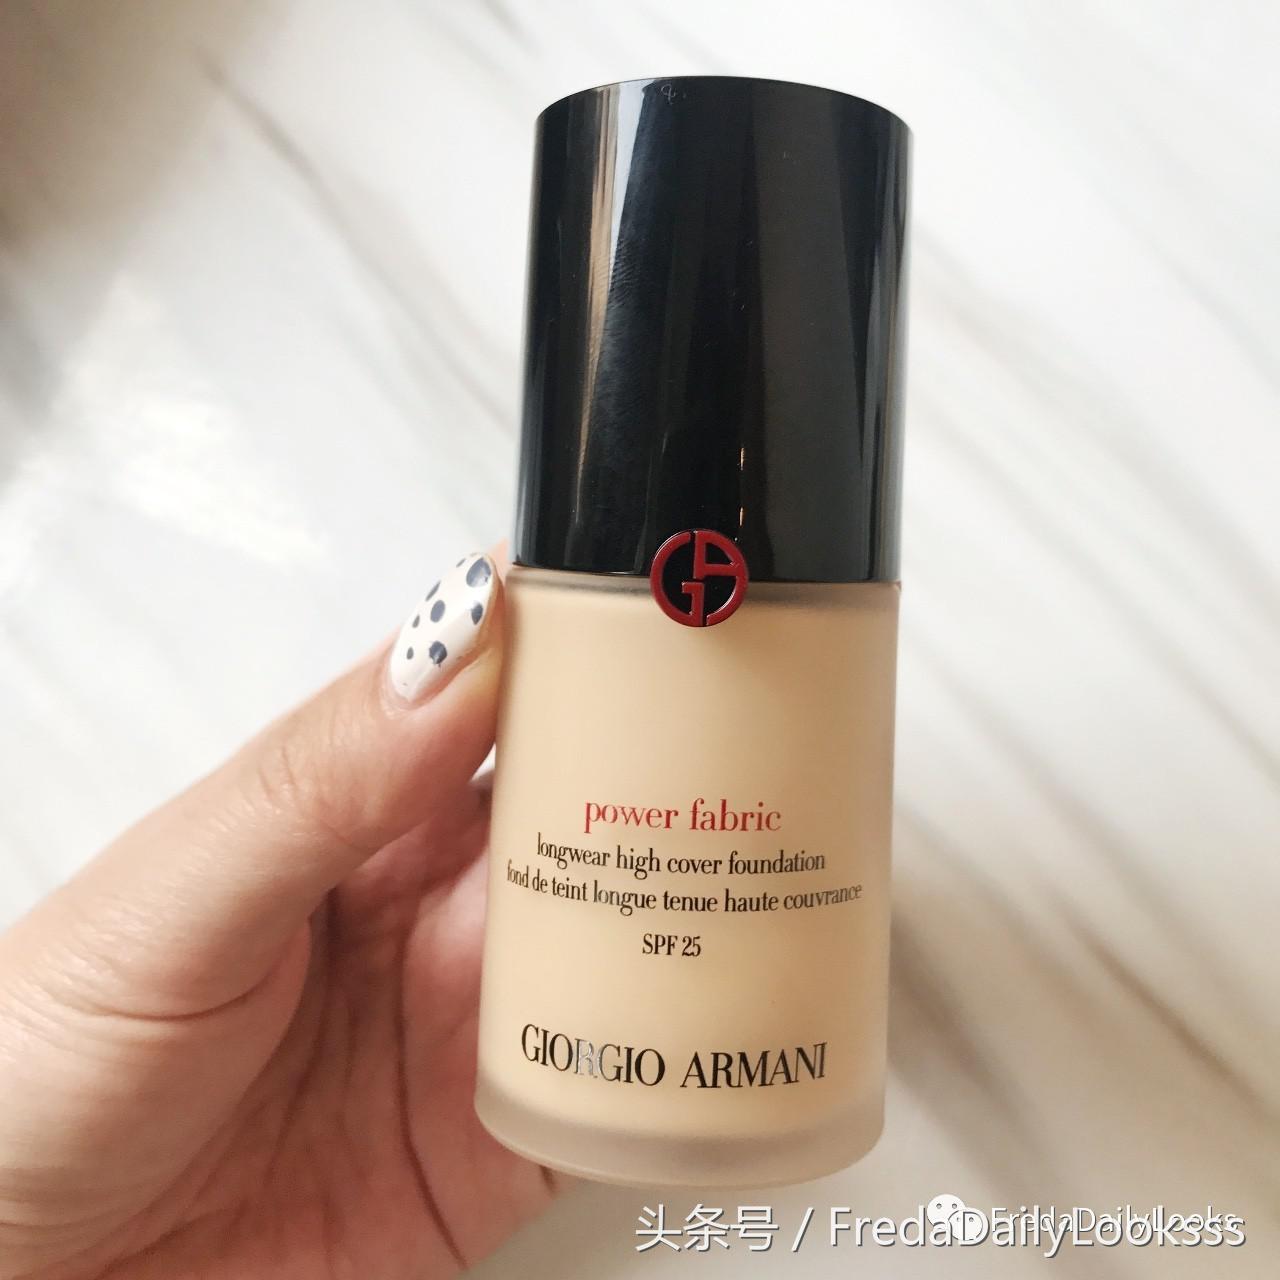 power fabric
longwear high cover foundation
fond de teint longue tenue haute couvrance
SPF 25
GIORGIO ARMANI
FredaDailyLooks
头条号 / FredaDailyLooksss